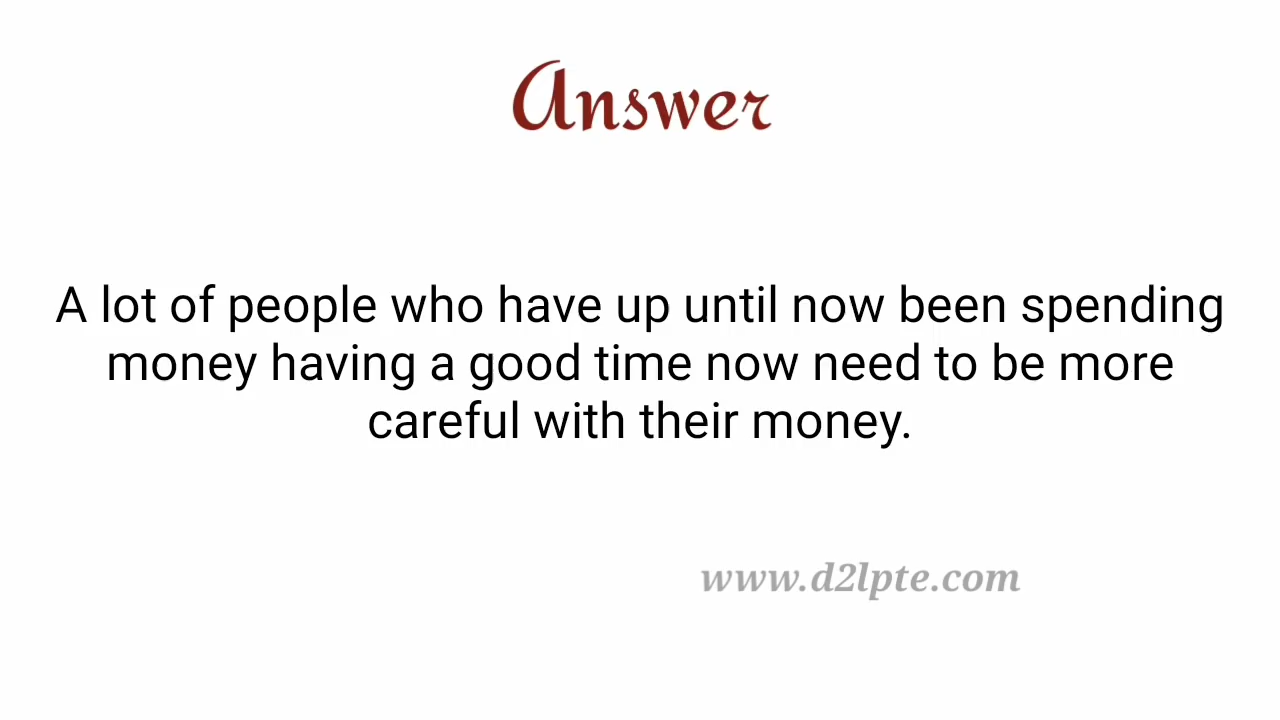 Answer
A lot of people who have up until now been spending
money having a good time now need to be more
careful with their money.
www.d2lpte.com